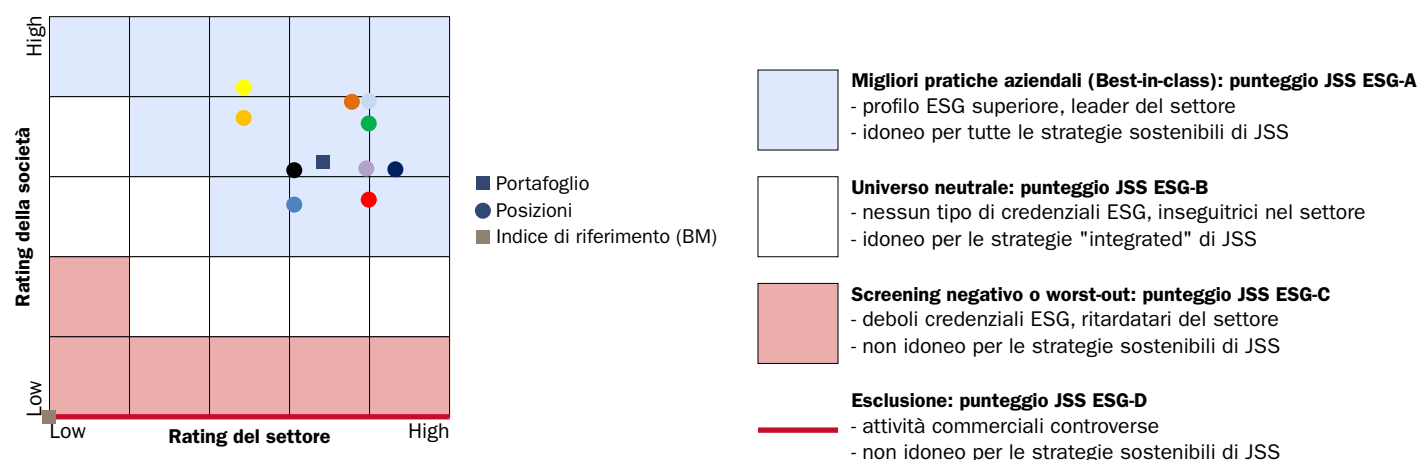 High
Rating della società
Low
Low
Rating del settore
High
Portafoglio
Posizioni
Indice di riferimento (BM)
Migliori pratiche aziendali (Best-in-class): punteggio JSS ESG-A
- profilo ESG superiore, leader del settore
- idoneo per tutte le strategie sostenibili di JSS
Universo neutrale: punteggio JSS ESG-B
- nessun tipo di credenziali ESG, inseguitrici nel settore
- idoneo per le strategie "integrated" di JSS
Screening negativo o worst-out: punteggio JSS ESG-C
- deboli credenziali ESG, ritardatari del settore
- non idoneo per le strategie sostenibili di JSS
Esclusione: punteggio JSS ESG-D
- attività commerciali controverse
- non idoneo per le strategie sostenibili di JSS